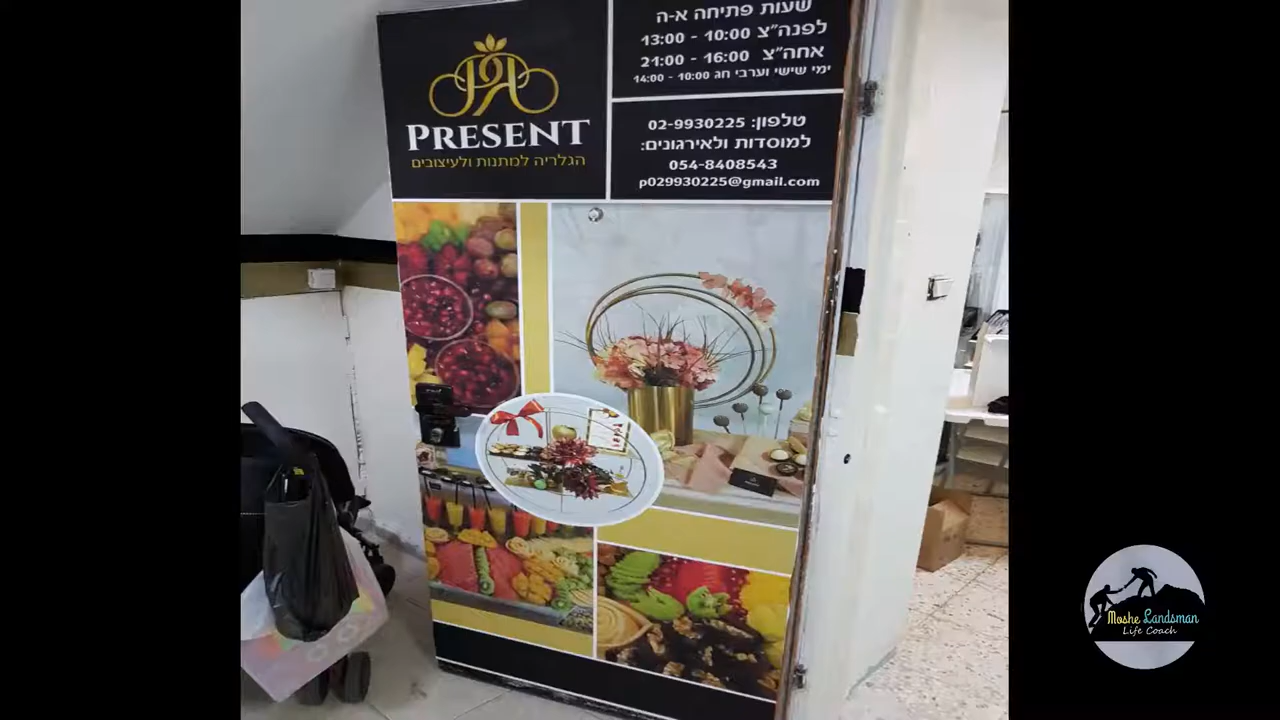 PRESENT
הגלריה למתנות ולעיצובים
שעות פתיחה א-ה
לפנה"צ 10:00 - 13:00
אחה"צ 16:00 - 21:00
ימי שישי וערבי חג 10:00 - 14:00
טלפון: 02-9930225
למוסדות ולאירגונים:
054-8408543
p029930225@gmail.com
Moshe Landsman
Life Coach